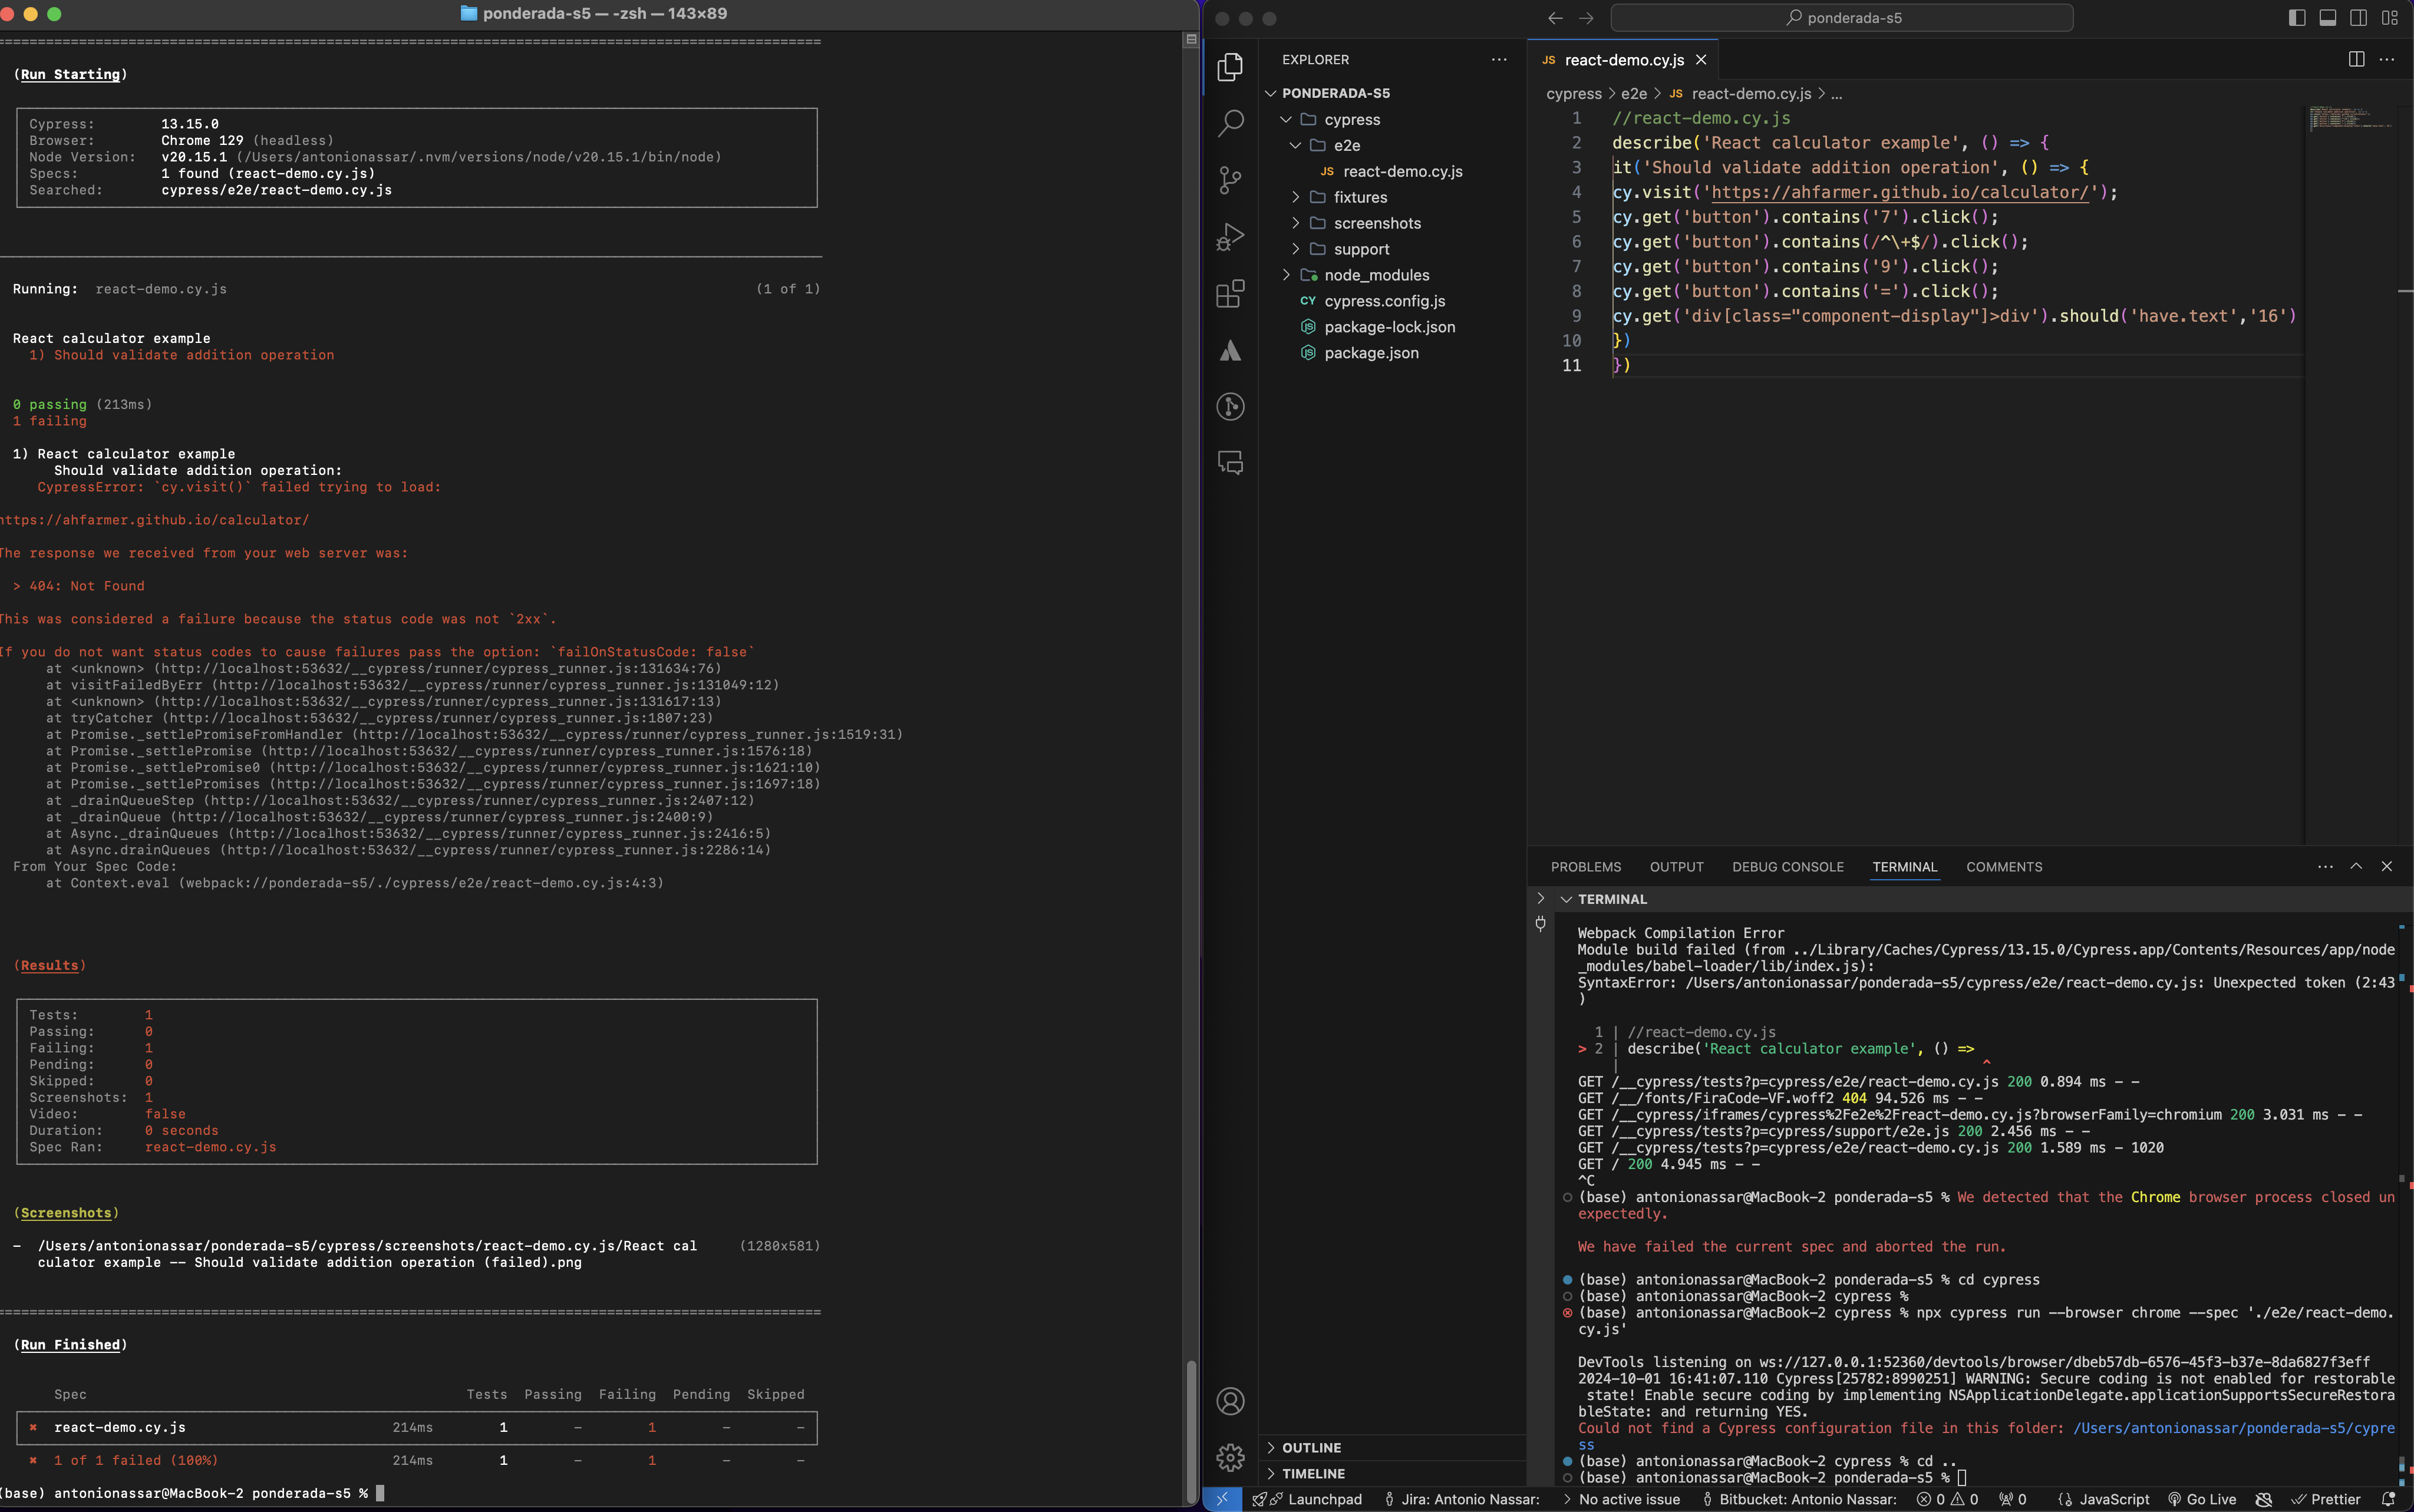 ponderada-s5 — -zsh — 143×89
(Run Starting)
Cypress: 13.15.0
Browser: Chrome 129 (headless)
Node Version: v20.15.1 (/Users/antonionassar/.nvm/versions/node/v20.15.1/bin/node)
Specs: 1 found (react-demo.cy.js)
Searched: cypress/e2e/react-demo.cy.js
Running: react-demo.cy.js (1 of 1)
React calculator example
1) Should validate addition operation
0 passing (213ms)
1 failing
1) React calculator example
Should validate addition operation:
CypressError: `cy.visit()` failed trying to load:
https://ahfarmer.github.io/calculator/
The response we received from your web server was:
> 404: Not Found
This was considered a failure because the status code was not `2xx`.
If you do not want status codes to cause failures pass the option: `failOnStatusCode: false`
at <unknown> (http://localhost:53632/__cypress/runner/cypress_runner.js:131634:76)
at visitFailedByErr (http://localhost:53632/__cypress/runner/cypress_runner.js:131049:12)
at <unknown> (http://localhost:53632/__cypress/runner/cypress_runner.js:131617:13)
at tryCatcher (http://localhost:53632/__cypress/runner/cypress_runner.js:1807:23)
at Promise._settlePromiseFromHandler (http://localhost:53632/__cypress/runner/cypress_runner.js:1519:31)
at Promise._settlePromise (http://localhost:53632/__cypress/runner/cypress_runner.js:1576:18)
at Promise._settlePromise0 (http://localhost:53632/__cypress/runner/cypress_runner.js:1621:10)
at Promise._settlePromises (http://localhost:53632/__cypress/runner/cypress_runner.js:1697:18)
at _drainQueueStep (http://localhost:53632/__cypress/runner/cypress_runner.js:2407:12)
at _drainQueue (http://localhost:53632/__cypress/runner/cypress_runner.js:2400:9)
at Async._drainQueues (http://localhost:53632/__cypress/runner/cypress_runner.js:2416:5)
at Async.drainQueues (http://localhost:53632/__cypress/runner/cypress_runner.js:2286:14)
From Your Spec Code:
at Context.eval (webpack://ponderada-s5/./cypress/e2e/react-demo.cy.js:4:3)
(Results)
Tests: 1
Passing: 0
Failing: 1
Pending: 0
Skipped: 0
Screenshots: 1
Video: false
Duration: 0 seconds
Spec Ran: react-demo.cy.js
(Screenshots)
- /Users/antonionassar/ponderada-s5/cypress/screenshots/react-demo.cy.js/React cal (1280x581)
culator example -- Should validate addition operation (failed).png
(Run Finished)
Spec Tests Passing Failing Pending Skipped
✖ react-demo.cy.js 214ms 1 - 1 - -
✖ 1 of 1 failed (100%) 214ms 1 - 1 - -
(base) antonionassar@MacBook-2 ponderada-s5 %
ponderada-s5
EXPLORER
PONDERADA-S5
cypress
e2e
JS react-demo.cy.js
fixtures
screenshots
support
node_modules
CY cypress.config.js
package-lock.json
package.json
OUTLINE
TIMELINE
JS react-demo.cy.js
cypress > e2e > JS react-demo.cy.js > ...
1 //react-demo.cy.js
2 describe('React calculator example', () => {
3 it('Should validate addition operation', () => {
4 cy.visit('https://ahfarmer.github.io/calculator/');
5 cy.get('button').contains('7').click();
6 cy.get('button').contains(/^\+$/).click();
7 cy.get('button').contains('9').click();
8 cy.get('button').contains('=').click();
9 cy.get('div[class="component-display"]>div').should('have.text','16')
10 })
11 })
PROBLEMS OUTPUT DEBUG CONSOLE TERMINAL COMMENTS
TERMINAL
Webpack Compilation Error
Module build failed (from ../Library/Caches/Cypress/13.15.0/Cypress.app/Contents/Resources/app/node
_modules/babel-loader/lib/index.js):
SyntaxError: /Users/antonionassar/ponderada-s5/cypress/e2e/react-demo.cy.js: Unexpected token (2:43
)
1 | //react-demo.cy.js
> 2 | describe('React calculator example', () =>
| ^
GET /__cypress/tests?p=cypress/e2e/react-demo.cy.js 200 0.894 ms - -
GET /__/fonts/FiraCode-VF.woff2 404 94.526 ms - -
GET /__cypress/iframes/cypress%2Fe2e%2Freact-demo.cy.js?browserFamily=chromium 200 3.031 ms - -
GET /__cypress/tests?p=cypress/support/e2e.js 200 2.456 ms - -
GET /__cypress/tests?p=cypress/e2e/react-demo.cy.js 200 1.589 ms - 1020
GET / 200 4.945 ms - -
^C
(base) antonionassar@MacBook-2 ponderada-s5 % We detected that the Chrome browser process closed un
expectedly.
We have failed the current spec and aborted the run.
(base) antonionassar@MacBook-2 ponderada-s5 % cd cypress
(base) antonionassar@MacBook-2 cypress %
(base) antonionassar@MacBook-2 cypress % npx cypress run --browser chrome --spec './e2e/react-demo.
cy.js'
DevTools listening on ws://127.0.0.1:52360/devtools/browser/dbeb57db-6576-45f3-b37e-8da6827f3eff
2024-10-01 16:41:07.110 Cypress[25782:8990251] WARNING: Secure coding is not enabled for restorable
state! Enable secure coding by implementing NSApplicationDelegate.applicationSupportsSecureRestora
bleState: and returning YES.
Could not find a Cypress configuration file in this folder: /Users/antonionassar/ponderada-s5/cypre
ss
(base) antonionassar@MacBook-2 cypress % cd ..
(base) antonionassar@MacBook-2 ponderada-s5 %
Launchpad Jira: Antonio Nassar: > No active issue Bitbucket: Antonio Nassar: 0 0 0 {} JavaScript Go Live Prettier